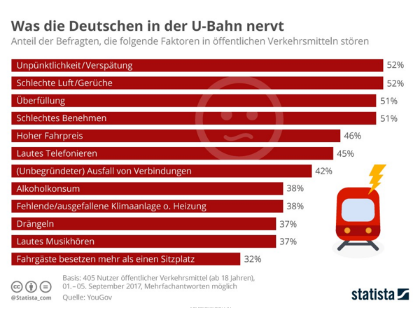 Was die Deutschen in der U-Bahn nervt
Anteil der Befragten, die folgende Faktoren in öffentlichen Verkehrsmitteln stören
Unpünktlichkeit/Verspätung 52%
Schlechte Luft/Gerüche 52%
Überfüllung 51%
Schlechtes Benehmen 51%
Hoher Fahrpreis 46%
Lautes Telefonieren 45%
(Unbegründeter) Ausfall von Verbindungen 42%
Alkoholkonsum 38%
Fehlende/ausgefallene Klimaanlage o. Heizung 38%
Drängeln 37%
Lautes Musikhören 37%
Fahrgäste besetzen mehr als einen Sitzplatz 32%
Basis: 405 Nutzer öffentlicher Verkehrsmittel (ab 18 Jahren),
01.–05. September 2017, Mehrfachantworten möglich
@Statista_com
Quelle: YouGov
statista